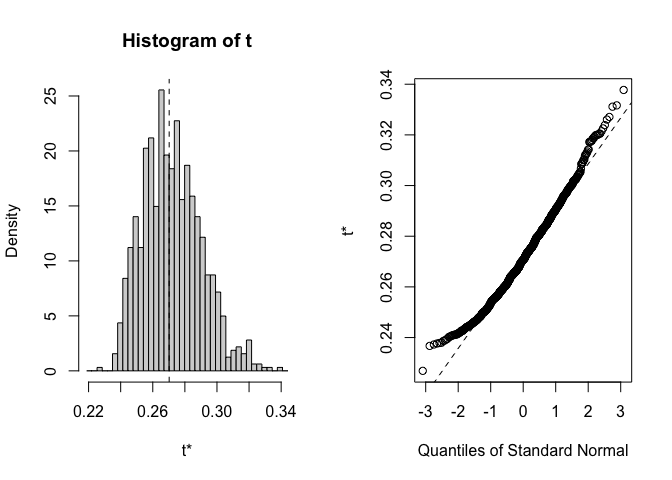 Histogram of t
Density
0
5
10
15
20
25
0.22 0.26 0.30 0.34
t*
t*
0.24
0.26
0.28
0.30
0.32
0.34
-3 -2 -1 0 1 2 3
Quantiles of Standard Normal